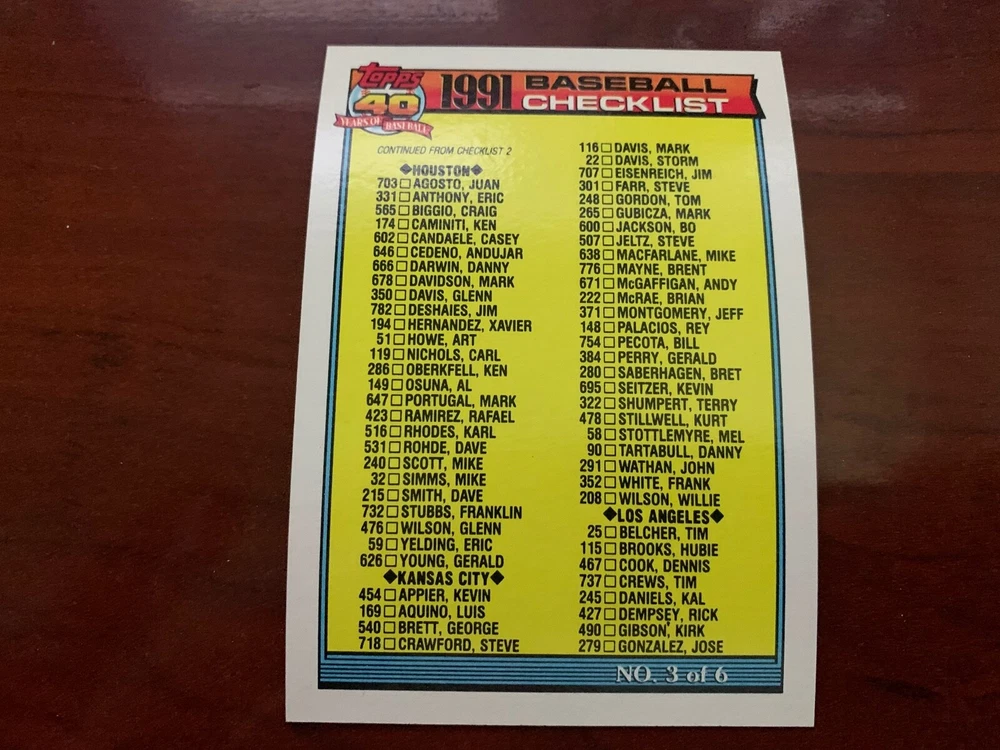 TOPPS
40
YEARS OF BASEBALL
1991 BASEBALL
CHECKLIST
CONTINUED FROM CHECKLIST 2
◆HOUSTON◆
703 □ AGOSTO, JUAN
331 □ ANTHONY, ERIC
565 □ BIGGIO, CRAIG
174 □ CAMINITI, KEN
602 □ CANDAELE, CASEY
646 □ CEDENO, ANDUJAR
666 □ DARWIN, DANNY
678 □ DAVIDSON, MARK
350 □ DAVIS, GLENN
782 □ DESHAIES, JIM
194 □ HERNANDEZ, XAVIER
51 □ HOWE, ART
119 □ NICHOLS, CARL
286 □ OBERKFELL, KEN
149 □ OSUNA, AL
647 □ PORTUGAL, MARK
423 □ RAMIREZ, RAFAEL
516 □ RHODES, KARL
531 □ ROHDE, DAVE
240 □ SCOTT, MIKE
32 □ SIMMS, MIKE
215 □ SMITH, DAVE
732 □ STUBBS, FRANKLIN
476 □ WILSON, GLENN
59 □ YELDING, ERIC
626 □ YOUNG, GERALD
◆KANSAS CITY◆
454 □ APPIER, KEVIN
169 □ AQUINO, LUIS
540 □ BRETT, GEORGE
718 □ CRAWFORD, STEVE
116 □ DAVIS, MARK
22 □ DAVIS, STORM
707 □ EISENREICH, JIM
301 □ FARR, STEVE
248 □ GORDON, TOM
265 □ GUBICZA, MARK
600 □ JACKSON, BO
507 □ JELTZ, STEVE
638 □ MACFARLANE, MIKE
776 □ MAYNE, BRENT
671 □ McGAFFIGAN, ANDY
222 □ McRAE, BRIAN
371 □ MONTGOMERY, JEFF
148 □ PALACIOS, REY
754 □ PECOTA, BILL
384 □ PERRY, GERALD
280 □ SABERHAGEN, BRET
695 □ SEITZER, KEVIN
322 □ SHUMPERT, TERRY
478 □ STILLWELL, KURT
58 □ STOTTLEMYRE, MEL
90 □ TARTABULL, DANNY
291 □ WATHAN, JOHN
352 □ WHITE, FRANK
208 □ WILSON, WILLIE
◆LOS ANGELES◆
25 □ BELCHER, TIM
115 □ BROOKS, HUBIE
467 □ COOK, DENNIS
737 □ CREWS, TIM
245 □ DANIELS, KAL
427 □ DEMPSEY, RICK
490 □ GIBSON, KIRK
279 □ GONZALEZ, JOSE
NO. 3 of 6